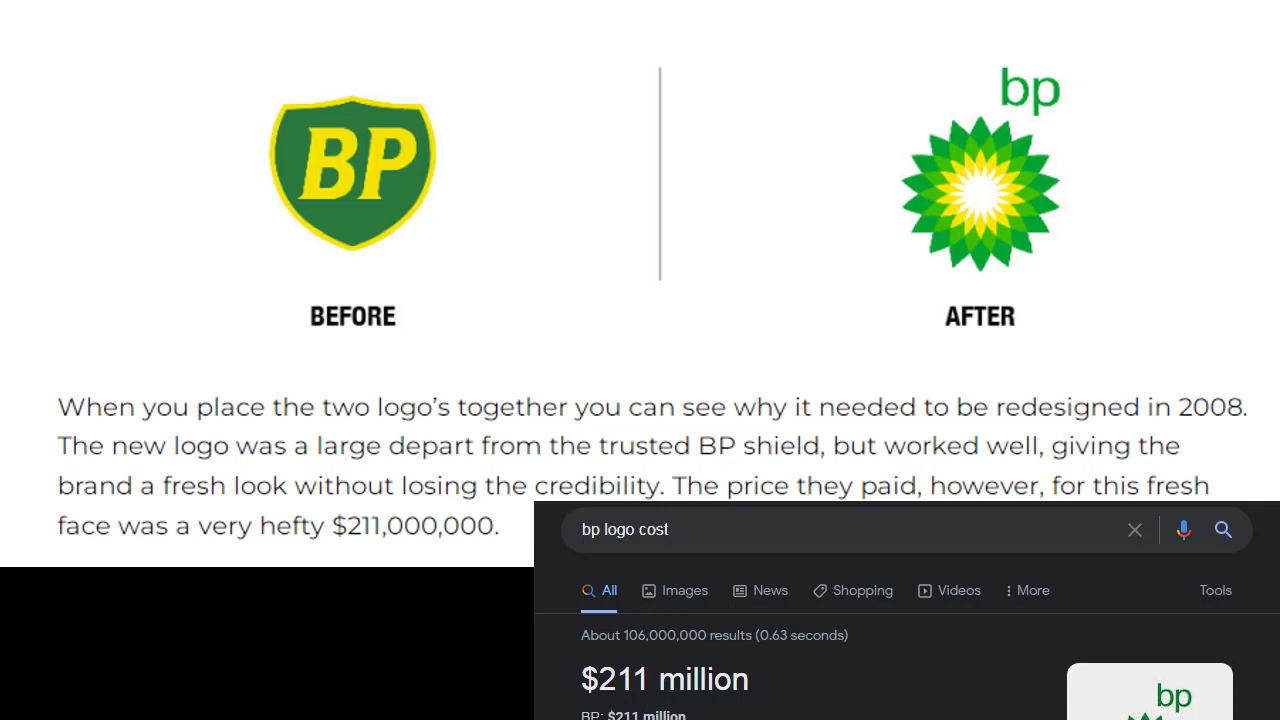 BP
bp
BEFORE
AFTER
When you place the two logo’s together you can see why it needed to be redesigned in 2008.
The new logo was a large depart from the trusted BP shield, but worked well, giving the
brand a fresh look without losing the credibility. The price they paid, however, for this fresh
face was a very hefty $211,000,000.
bp logo cost
All Images News Shopping Videos More Tools
About 106,000,000 results (0.63 seconds)
$211 million
bp
BP: $211 million